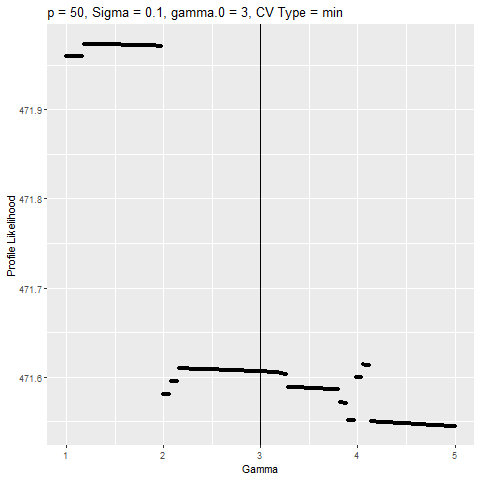 p = 50, Sigma = 0.1, gamma.0 = 3, CV Type = min
Profile Likelihood
471.9
471.8
471.7
471.6
1 2 3 4 5
Gamma